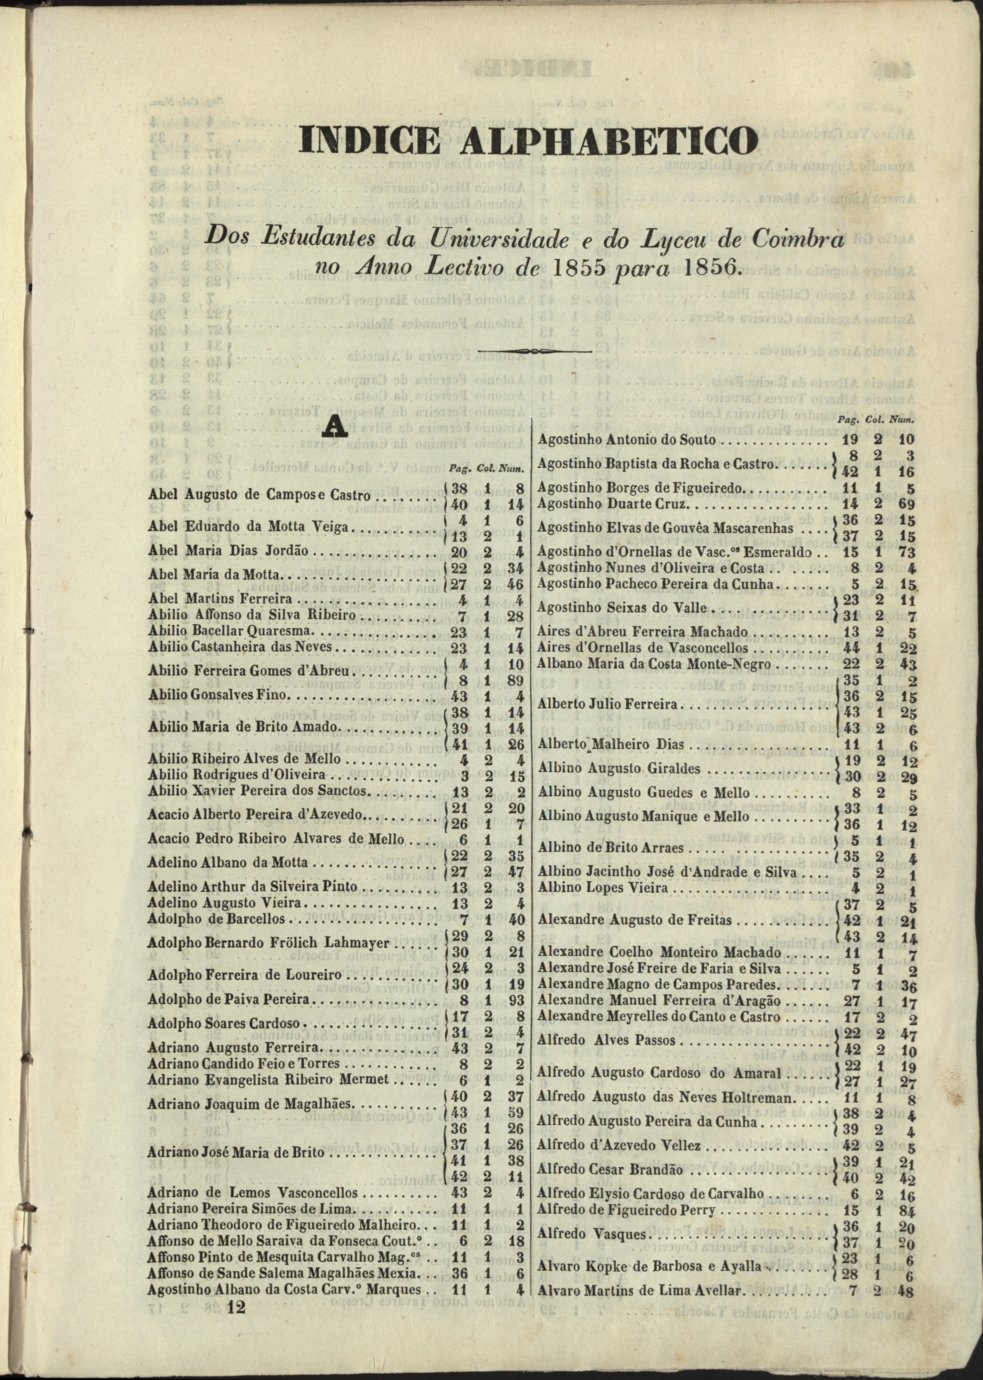 INDICE ALPHABETICO
Dos Estudantes da Universidade e do Lyceu de Coimbra
no Anno Lectivo de 1855 para 1856.
A
Pag. Col. Num.
Abel Augusto de Campos e Castro ........ 38 1 8
40 1 14
Abel Eduardo da Motta Veiga........... 4 1 6
13 2 1
Abel Maria Dias Jordão ................ 20 2 4
Abel Maria da Motta.................. 22 2 34
27 2 46
Abel Martins Ferreira .................. 4 1 4
Abilio Affonso da Silva Ribeiro .......... 7 1 28
Abilio Bacellar Quaresma................ 23 1 7
Abilio Castanheira das Neves............. 23 1 14
Abilio Ferreira Gomes d'Abreu........... 4 1 10
8 1 89
Abilio Gonsalves Fino................... 43 1 4
Abilio Maria de Brito Amado............ 38 1 14
39 1 14
41 1 26
Abilio Ribeiro Alves de Mello ............ 4 2 4
Abilio Rodrigues d'Oliveira .............. 3 2 15
Abilio Xavier Pereira dos Sanctos......... 13 2 2
Acacio Alberto Pereira d'Azevedo.......... 21 2 20
26 1 7
Acacio Pedro Ribeiro Alvares de Mello .... 6 1 1
Adelino Albano da Motta ............... 22 2 35
27 2 47
Adelino Arthur da Silveira Pinto .......... 13 2 3
Adelino Augusto Vieira................. 13 2 4
Adolpho de Barcellos ................... 7 1 40
Adolpho Bernardo Frölich Lahmayer ...... 29 2 8
30 1 21
Adolpho Ferreira de Loureiro ............ 24 2 3
30 1 19
Adolpho de Paiva Pereira................ 8 1 93
Adolpho Soares Cardoso................. 17 2 8
31 2 4
Adriano Augusto Ferreira............... 43 2 7
Adriano Candido Feio e Torres ............ 8 2 2
Adriano Evangelista Ribeiro Mermet ...... 6 1 2
Adriano Joaquim de Magalhães........... 40 2 37
43 1 59
Adriano José Maria de Brito .............. 36 1 26
37 1 26
41 1 38
42 2 11
Adriano de Lemos Vasconcellos .......... 43 2 4
Adriano Pereira Simões de Lima........... 11 1 1
Adriano Theodoro de Figueiredo Malheiro... 11 1 2
Affonso de Mello Saraiva da Fonseca Cout.º .. 6 2 18
Affonso Pinto de Mesquita Carvalho Mag.es .. 11 1 3
Affonso de Sande Salema Magalhães Mexia. .. 36 1 6
Agostinho Albano da Costa Carv.º Marques .. 11 1 4
12
Pag. Col. Num.
Agostinho Antonio do Souto .............. 19 2 10
Agostinho Baptista da Rocha e Castro....... 8 2 3
42 1 16
Agostinho Borges de Figueiredo........... 11 1 5
Agostinho Duarte Cruz................. 14 2 69
Agostinho Elvas de Gouvêa Mascarenhas .... 36 2 15
37 2 15
Agostinho d'Ornellas de Vasc.os Esmeraldo .. 15 1 73
Agostinho Nunes d'Oliveira e Costa .. ..... 8 2 4
Agostinho Pacheco Pereira da Cunha....... 5 2 15
Agostinho Seixas do Valle .... .......... 23 2 11
31 2 7
Aires d'Abreu Ferreira Machado .......... 13 2 5
Aires d'Ornellas de Vasconcellos .......... 44 1 22
Albano Maria da Costa Monte-Negro ....... 22 2 43
Alberto Julio Ferreira................... 35 1 2
36 2 15
43 1 25
43 2 6
Alberto Malheiro Dias .................. 11 1 6
Albino Augusto Giraldes ................ 19 2 12
30 2 29
Albino Augusto Guedes e Mello .......... 8 2 5
Albino Augusto Manique e Mello .......... 33 1 2
36 1 12
Albino de Brito Arraes ... .............. 5 1 1
35 2 4
Albino Jacintho José d'Andrade e Silva .... 5 2 1
Albino Lopes Vieira .................... 4 2 1
Alexandre Augusto de Freitas ............ 37 2 5
42 1 21
43 2 14
Alexandre Coelho Monteiro Machado ...... 11 1 7
Alexandre José Freire de Faria e Silva ...... 5 1 2
Alexandre Magno de Campos Paredes....... 7 1 36
Alexandre Manuel Ferreira d'Aragão ...... 27 1 17
Alexandre Meyrelles do Canto e Castro ...... 17 2 2
Alfredo Alves Passos ................... 22 2 47
42 2 10
Alfredo Augusto Cardoso do Amaral ...... 22 1 19
27 1 27
Alfredo Augusto das Neves Holtreman..... 11 1 8
Alfredo Augusto Pereira da Cunha......... 38 2 4
39 2 4
Alfredo d'Azevedo Vellez ................ 42 2 5
Alfredo Cesar Brandão .................. 39 1 21
40 2 42
Alfredo Elysio Cardoso de Carvalho ........ 6 2 16
Alfredo de Figueiredo Perry .............. 15 1 84
Alfredo Vasques....................... 36 1 20
37 1 20
Alvaro Kopke de Barbosa e Ayalla ........ 23 1 6
28 1 6
Alvaro Martins de Lima Avellar........... 7 2 48